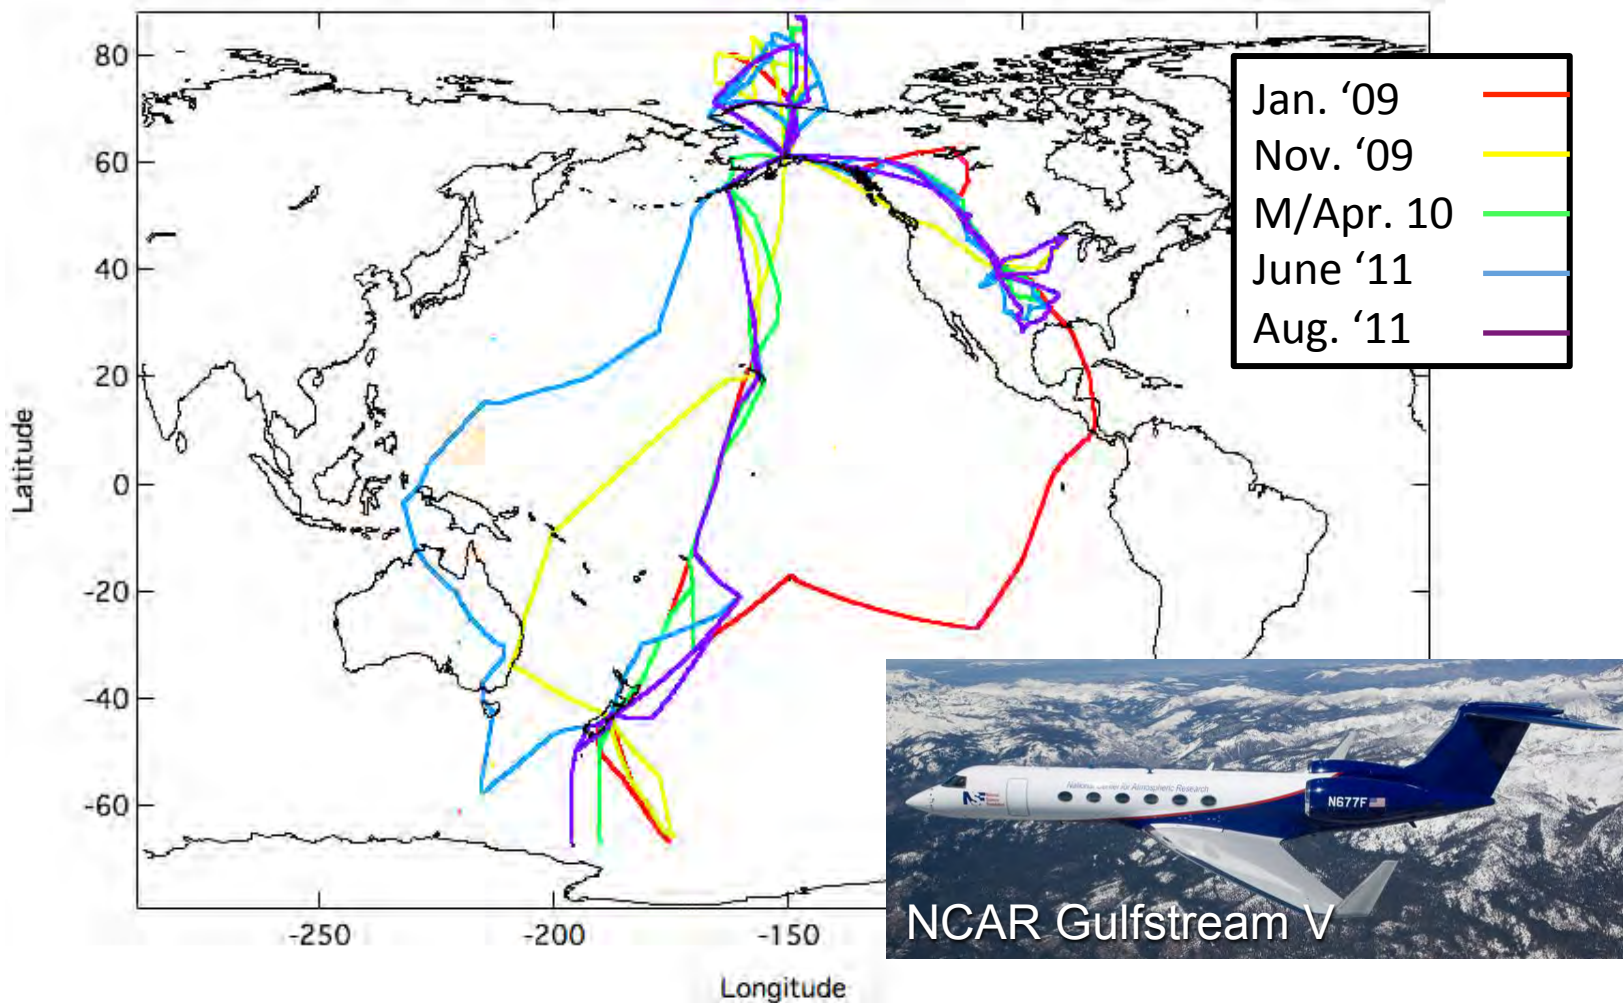 80
60
40
20
0
-20
-40
-60
Latitude
-250
-200
-150
Longitude
Jan. ‘09
Nov. ‘09
M/Apr. 10
June ‘11
Aug. ‘11
National Center for Atmospheric Research
NSF
N677F
NCAR Gulfstream V